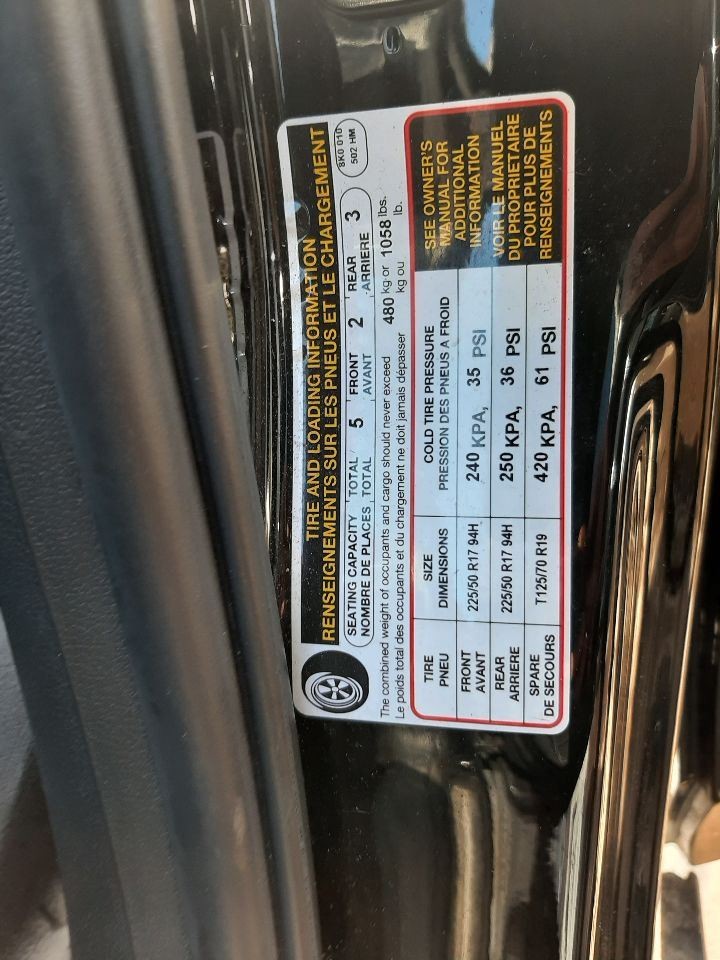 TIRE AND LOADING INFORMATION
RENSEIGNEMENTS SUR LES PNEUS ET LE CHARGEMENT
8K0 010
502 HM
SEATING CAPACITY TOTAL 5 FRONT 2 REAR 3
NOMBRE DE PLACES TOTAL AVANT ARRIERE
The combined weight of occupants and cargo should never exceed 480 kg or 1058 lbs.
Le poids total des occupants et du chargement ne doit jamais dépasser kg ou lb.
TIRE SIZE COLD TIRE PRESSURE
PNEU DIMENSIONS PRESSION DES PNEUS A FROID
FRONT
AVANT
225/50 R17 94H 240 KPA, 35 PSI
REAR
ARRIERE
225/50 R17 94H 250 KPA, 36 PSI
SPARE
DE SECOURS
T125/70 R19 420 KPA, 61 PSI
SEE OWNER'S
MANUAL FOR
ADDITIONAL
INFORMATION
VOIR LE MANUEL
DU PROPRIETAIRE
POUR PLUS DE
RENSEIGNEMENTS